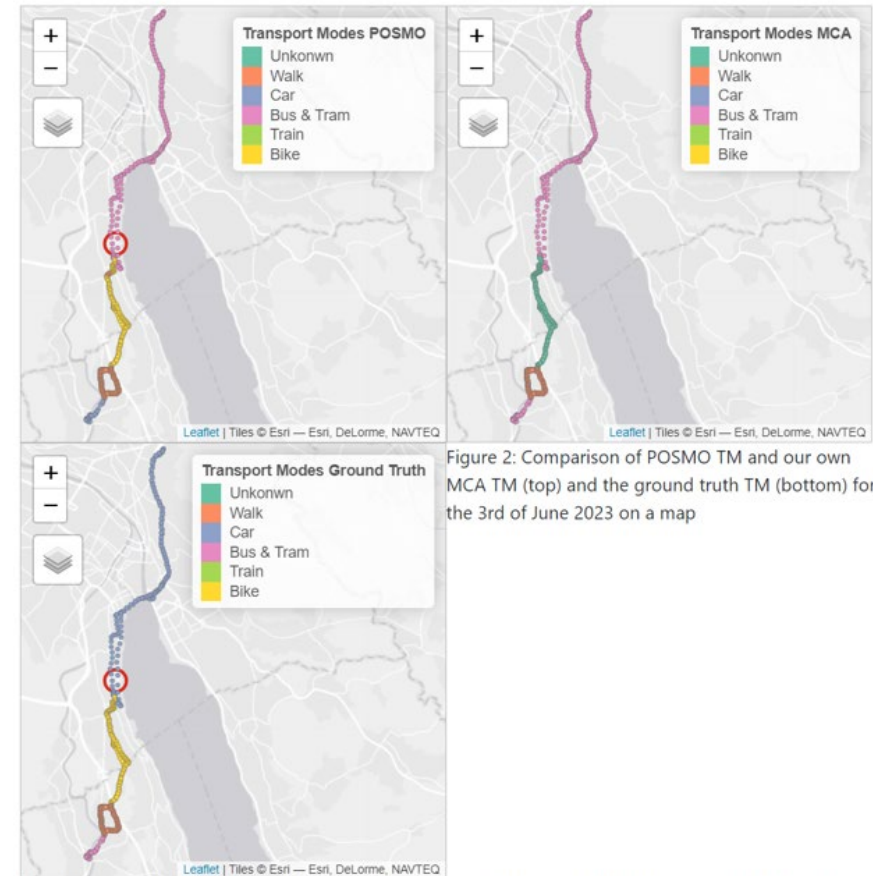 +
−
Transport Modes POSMO
Unkonwn
Walk
Car
Bus & Tram
Train
Bike
Leaflet | Tiles © Esri — Esri, DeLorme, NAVTEQ
+
−
Transport Modes MCA
Unkonwn
Walk
Car
Bus & Tram
Train
Bike
Leaflet | Tiles © Esri — Esri, DeLorme, NAVTEQ
+
−
Transport Modes Ground Truth
Unkonwn
Walk
Car
Bus & Tram
Train
Bike
Leaflet | Tiles © Esri — Esri, DeLorme, NAVTEQ
Figure 2: Comparison of POSMO TM and our own
MCA TM (top) and the ground truth TM (bottom) for
the 3rd of June 2023 on a map